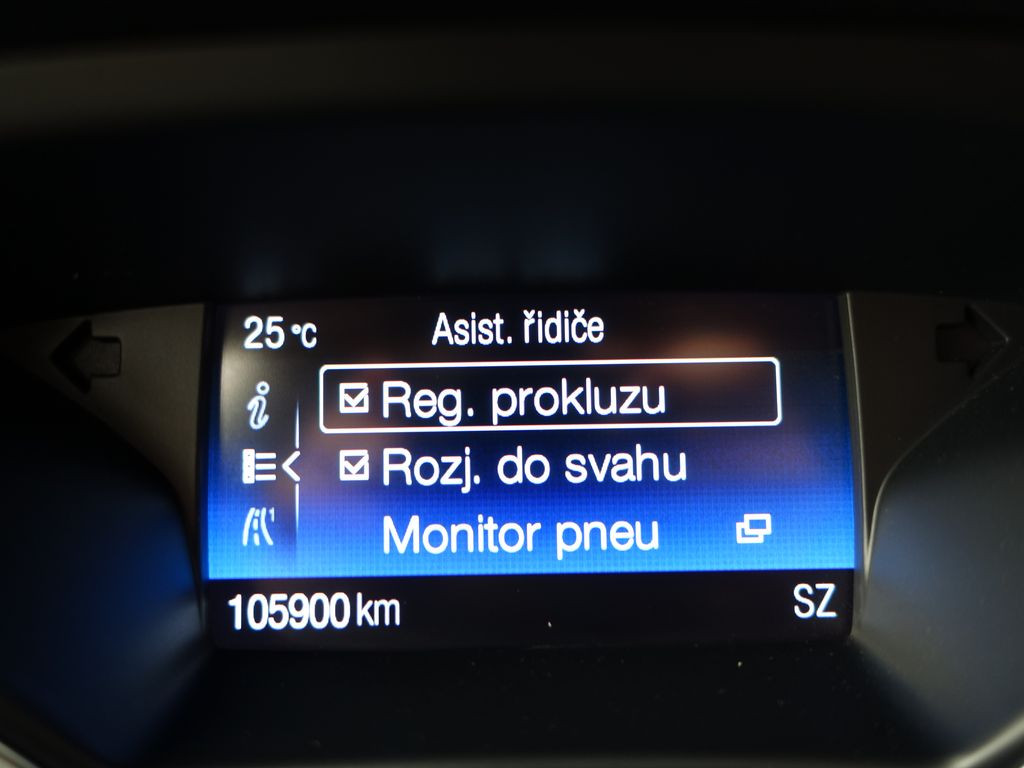 25 °C Asist. řidiče
Reg. prokluzu
Rozj. do svahu
Monitor pneu
105900 km SZ